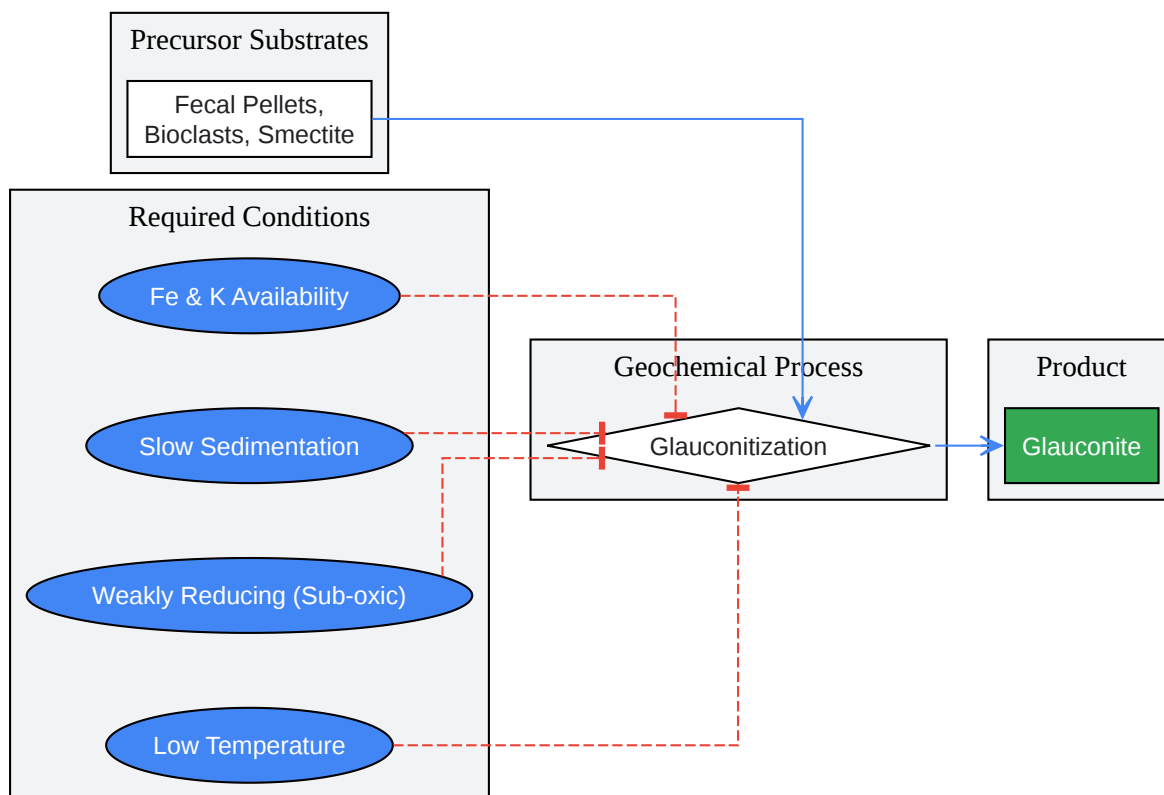 Precursor Substrates
Fecal Pellets,
Bioclasts, Smectite
Required Conditions
Fe & K Availability
Slow Sedimentation
Weakly Reducing (Sub-oxic)
Low Temperature
Geochemical Process
Glauconitization
Product
Glauconite